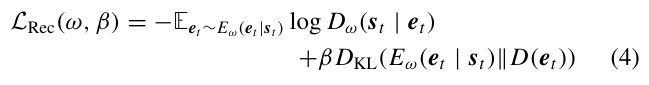 ℒ_Rec(ω, β) = −𝔼_{𝒆_t∼E_ω(𝒆_t|𝒔_t)} log D_ω(𝒔_t | 𝒆_t)
+βD_KL(E_ω(𝒆_t | 𝒔_t)‖D(𝒆_t)) (4)